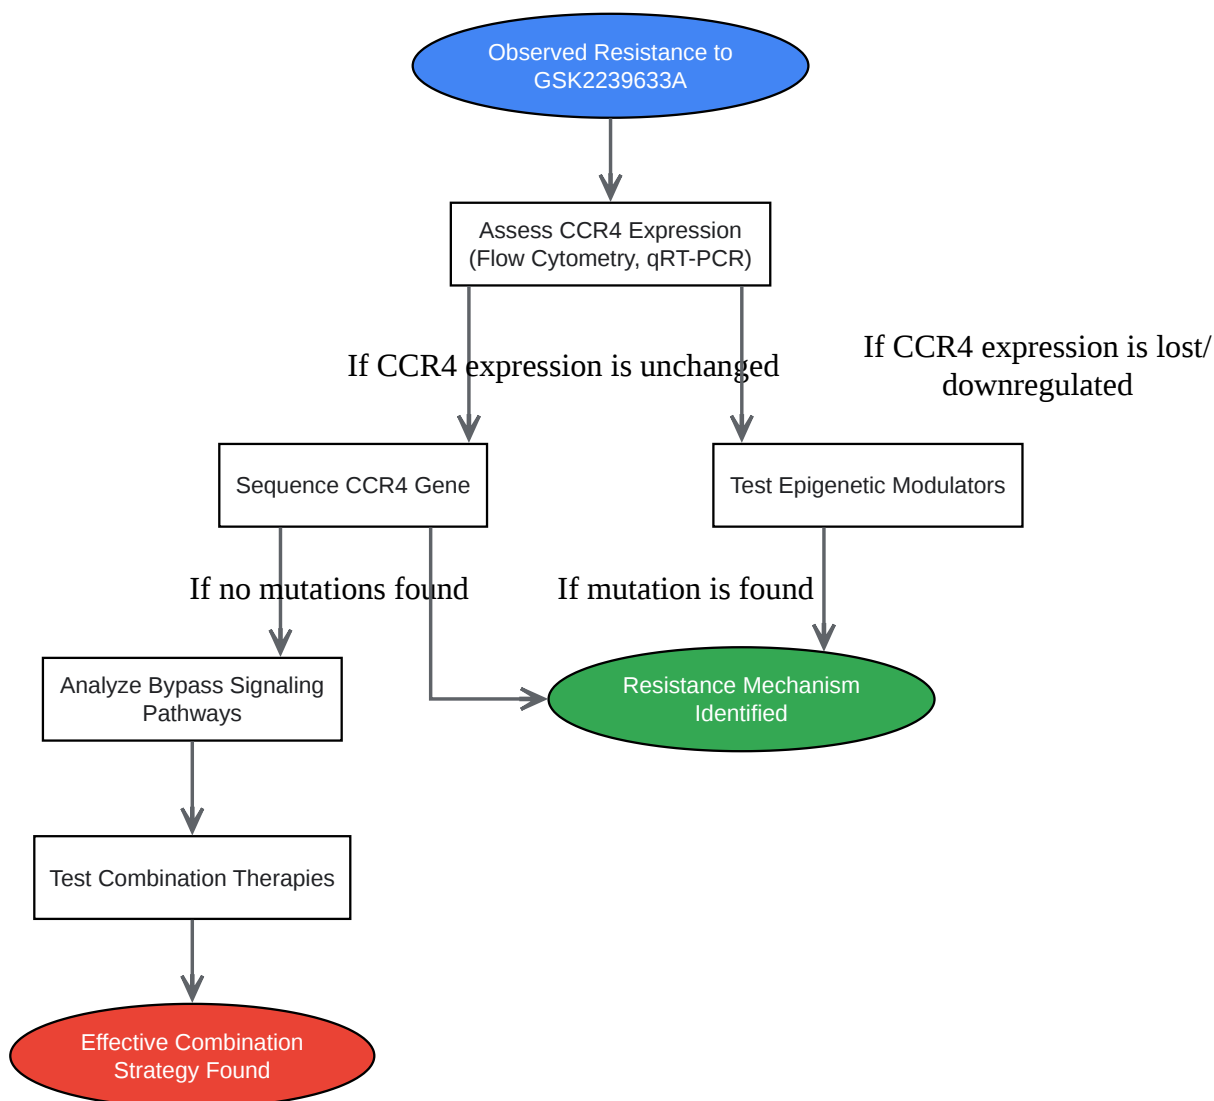 Observed Resistance to
GSK2239633A
Assess CCR4 Expression
(Flow Cytometry, qRT-PCR)
If CCR4 expression is unchanged
If CCR4 expression is lost/
downregulated
Sequence CCR4 Gene
Test Epigenetic Modulators
If no mutations found
If mutation is found
Analyze Bypass Signaling
Pathways
Resistance Mechanism
Identified
Test Combination Therapies
Effective Combination
Strategy Found